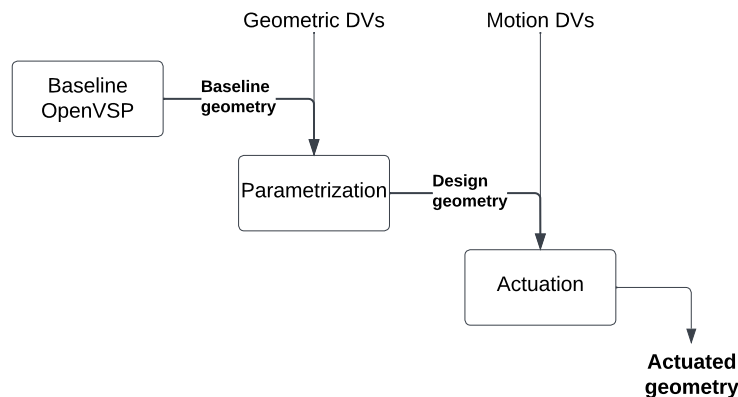 Geometric DVs
Motion DVs
Baseline
OpenVSP
Baseline
geometry
Parametrization
Design
geometry
Actuation
Actuated
geometry